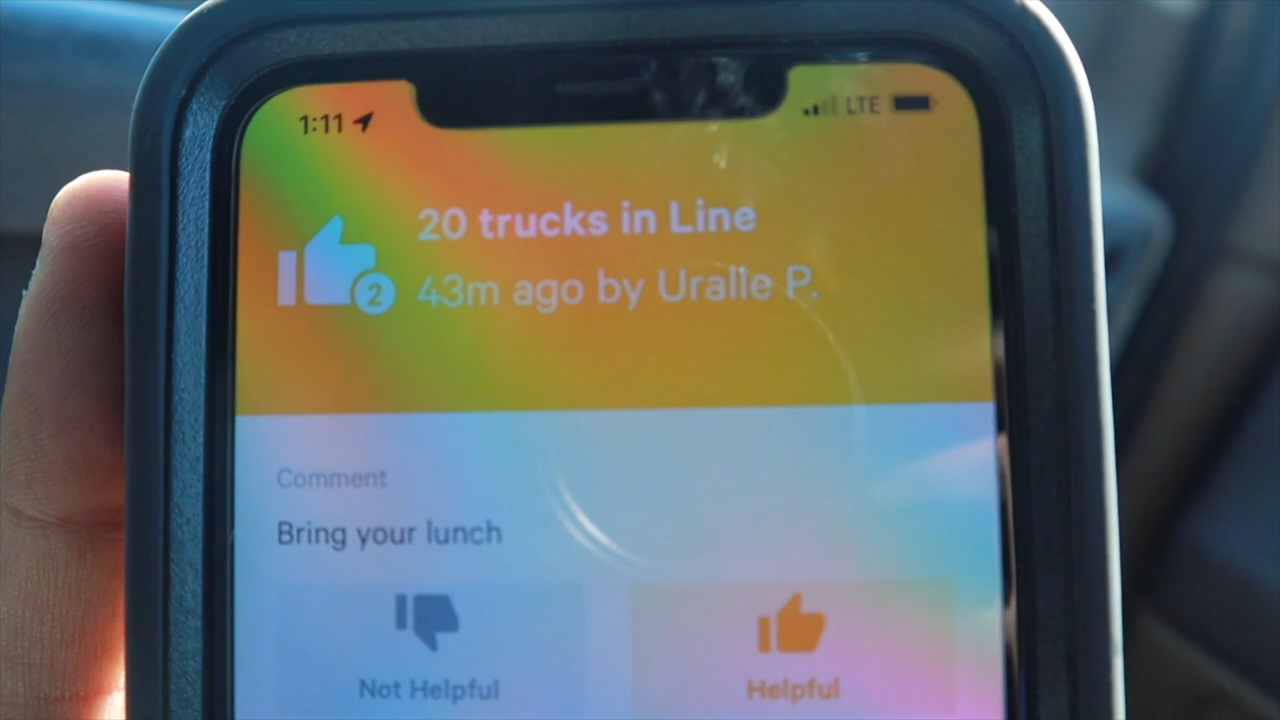 1:11 LTE
20 trucks in Line
2 43m ago by Uralle P.
Comment
Bring your lunch
Not Helpful Helpful